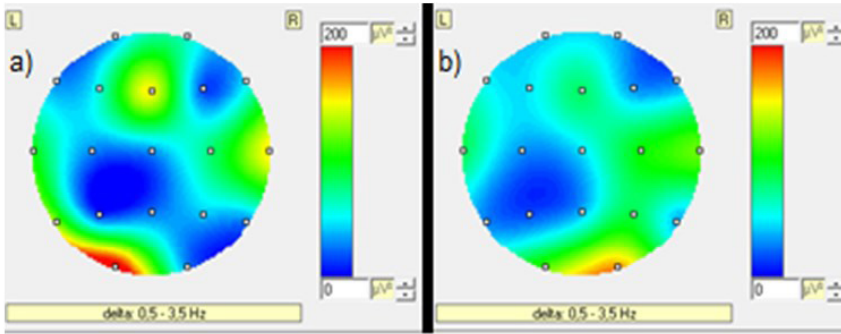 L R
a)
200 µV²
0 µV²
delta: 0,5 - 3,5 Hz
L R
b)
200 µV²
0 µV²
delta: 0,5 - 3,5 Hz